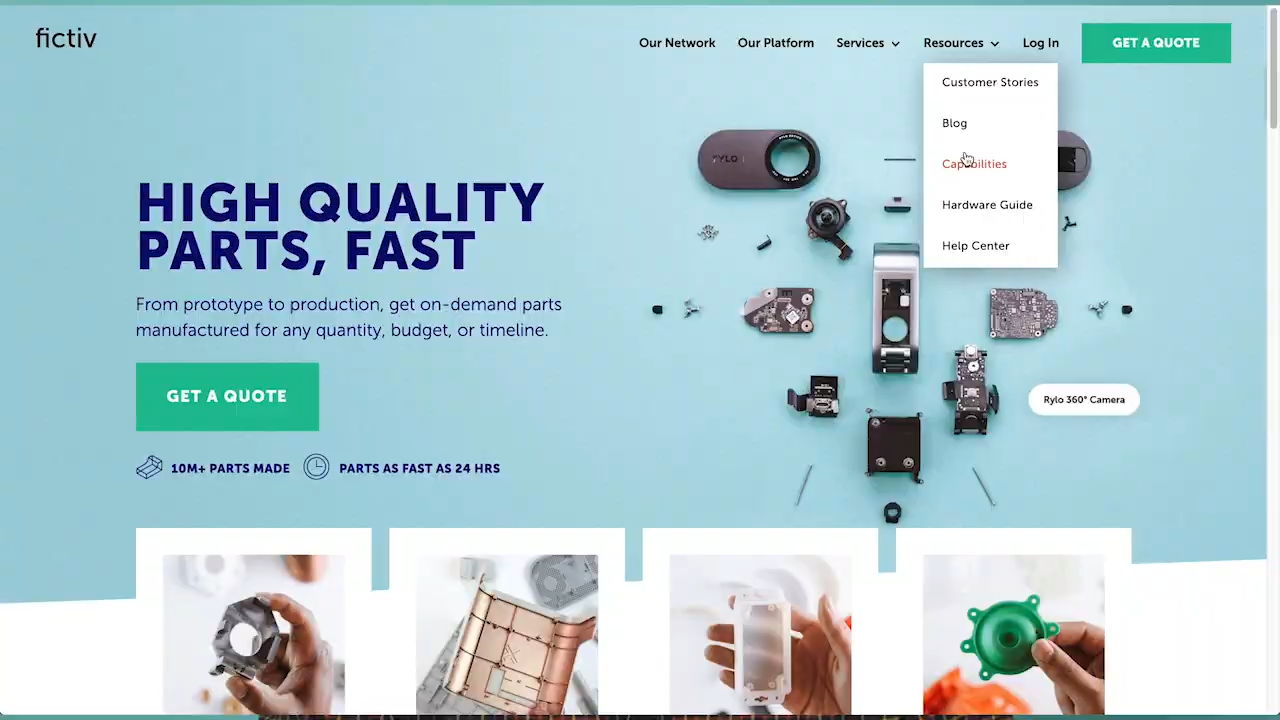 fictiv
Our Network
Our Platform
Services
Resources
Log In
GET A QUOTE
Customer Stories
Blog
Capabilities
Hardware Guide
Help Center
HIGH QUALITY
PARTS, FAST
From prototype to production, get on-demand parts
manufactured for any quantity, budget, or timeline.
GET A QUOTE
10M+ PARTS MADE
PARTS AS FAST AS 24 HRS
RYLO
Rylo 360° Camera